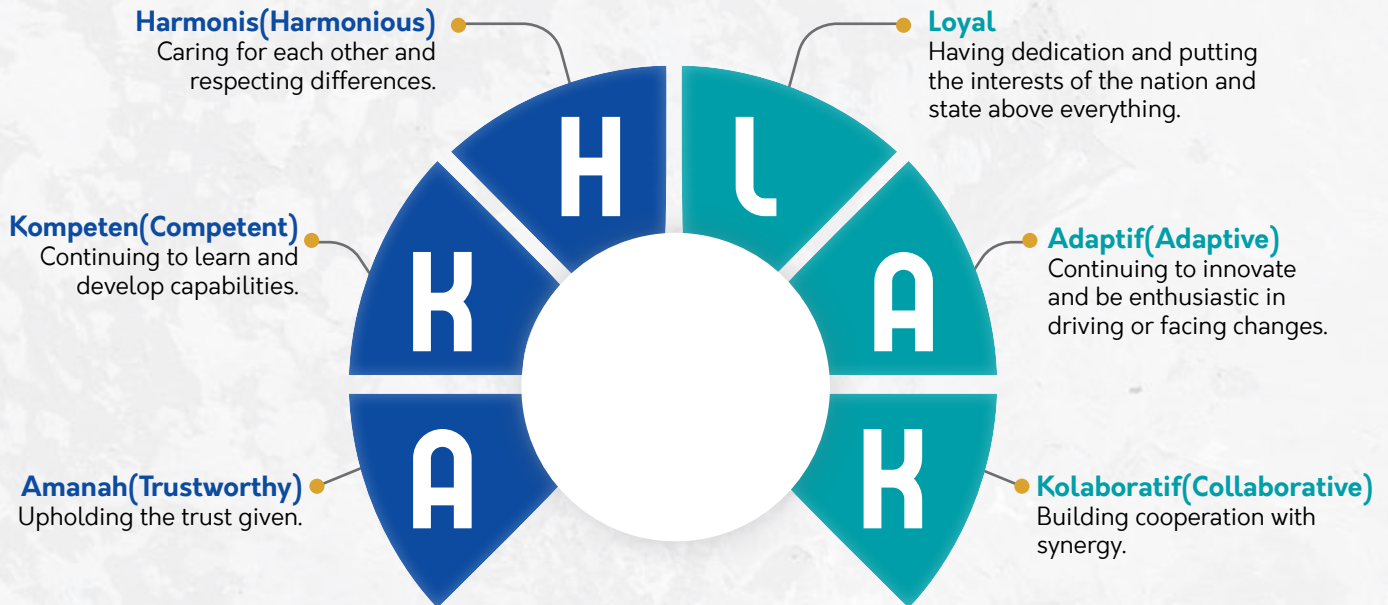 Harmonis(Harmonious)
Caring for each other and
respecting differences.
Loyal
Having dedication and putting
the interests of the nation and
state above everything.
H
L
Kompeten(Competent)
Continuing to learn and
develop capabilities.
K
A
Adaptif(Adaptive)
Continuing to innovate
and be enthusiastic in
driving or facing changes.
Amanah(Trustworthy)
Upholding the trust given.
A
K
Kolaboratif(Collaborative)
Building cooperation with
synergy.